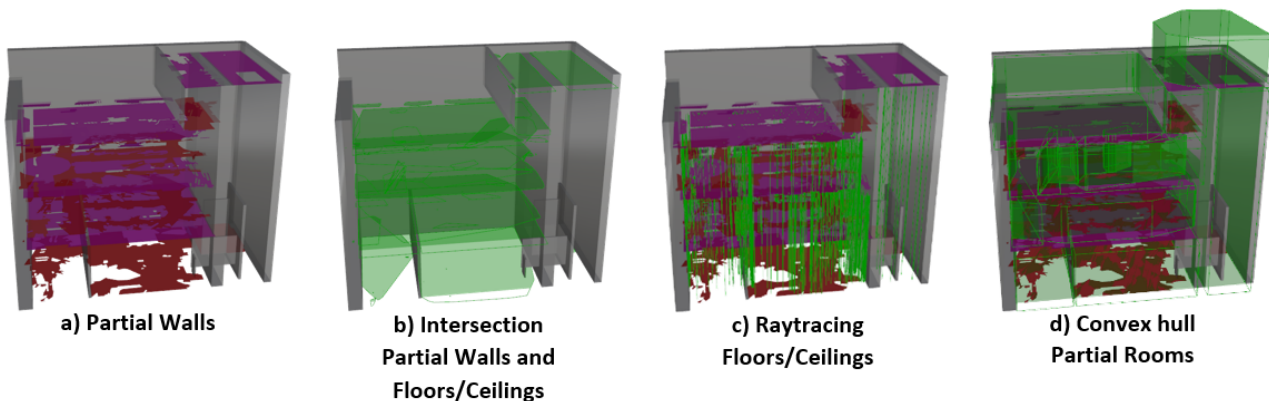 a) Partial Walls
b) Intersection
Partial Walls and
Floors/Ceilings
c) Raytracing
Floors/Ceilings
d) Convex hull
Partial Rooms